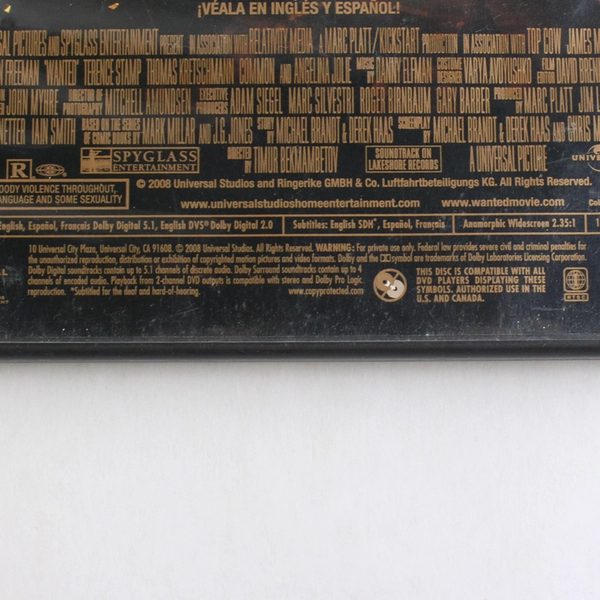 ¡VÉALA EN INGLÉS Y ESPAÑOL!
PICTURES AND SPYGLASS ENTERTAINMENT PRESENT IN ASSOCIATION WITH RELATIVITY MEDIA A MARC PLATT/KICKSTART PRODUCTION IN ASSOCIATION WITH TOP COW JAMES
FREEMAN "WANTED" TERENCE STAMP THOMAS KRETSCHMANN COMMON AND ANGELINA JOLIE MUSIC BY DANNY ELFMAN COSTUME DESIGNER VARYA AVDYUSHKO FILM EDITOR DAVID
JOHN MYHRE DIRECTOR OF PHOTOGRAPHY MITCHELL AMUNDSEN EXECUTIVE PRODUCERS ADAM SIEGEL MARC SILVESTRI ROGER BIRNBAUM GARY BARBER PRODUCED BY MARC PLATT JIM
NETTER IAIN SMITH BASED ON THE SERIES OF COMIC BOOKS BY MARK MILLAR AND J.G. JONES STORY BY MICHAEL BRANDT & DEREK HAAS SCREENPLAY BY MICHAEL BRANDT & DEREK HAAS AND CHRIS
R SPYGLASS ENTERTAINMENT DIRECTED BY TIMUR BEKMAMBETOV SOUNDTRACK ON LAKESHORE RECORDS A UNIVERSAL PICTURE
OODY VIOLENCE THROUGHOUT,
ANGUAGE AND SOME SEXUALITY
© 2008 Universal Studios and Ringerike GMBH & Co. Luftfahrtbeteiligungs KG. All Rights Reserved.
www.universalstudioshomeentertainment.com www.wantedmovie.com
English, Español, Français Dolby Digital 5.1, English DVS® Dolby Digital 2.0 Subtitles: English SDH*, Español, Français Anamorphic Widescreen 2.35:1
10 Universal City Plaza, Universal City, CA 91608. © 2008 Universal Studios. All Rights Reserved. WARNING: For private use only. Federal law provides severe civil and criminal penalties for
the unauthorized reproduction, distribution or exhibition of copyrighted motion pictures and video formats. Dolby and the symbol are trademarks of Dolby Laboratories Licensing Corporation.
Dolby Digital soundtracks contain up to 5.1 channels of discrete audio. Dolby Surround soundtracks contain up to 4
channels of encoded audio. Playback from 2-channel DVD outputs is compatible with stereo and Dolby Pro Logic
reproduction. *Subtitled for the deaf and hard-of-hearing. www.copyprotected.com
THIS DISC IS COMPATIBLE WITH ALL
DVD PLAYERS DISPLAYING THESE
SYMBOLS. AUTHORIZED USE IN THE
U.S. AND CANADA.
NTSC